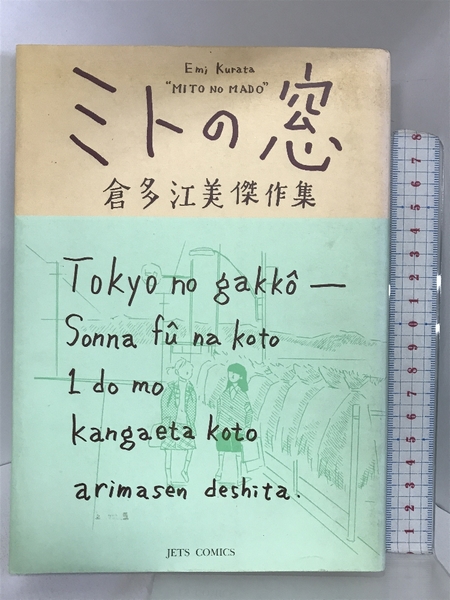 Emi Kurata
"MITO NO MADO"
ミトの窓
倉多江美傑作集
Tokyo no gakkô —
Sonna fû na koto
1 do mo
kangaeta koto
arimasen deshita.
JETS COMICS